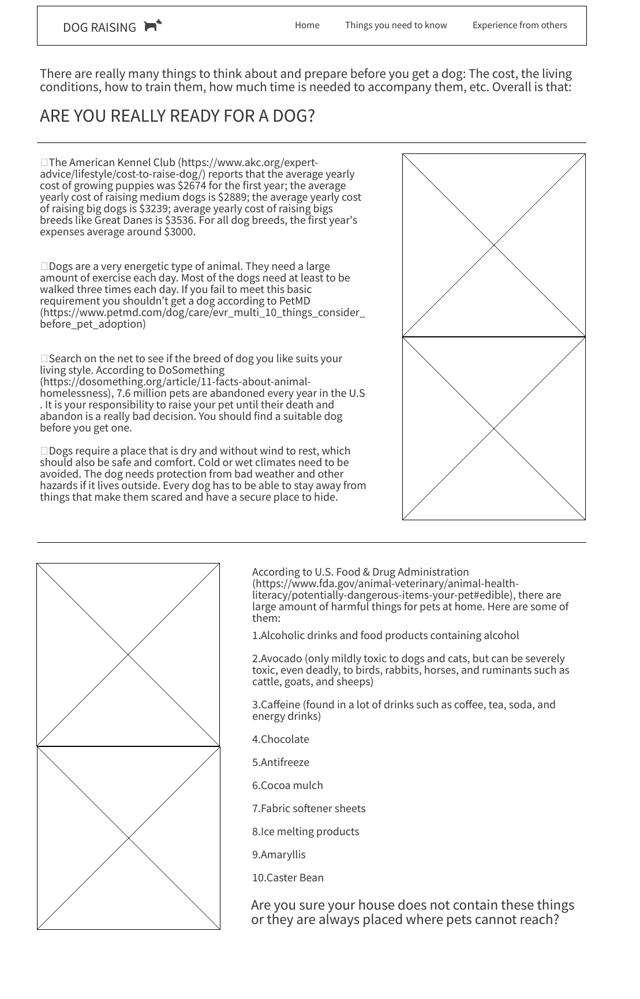 DOG RAISING
Home Things you need to know Experience from others
There are really many things to think about and prepare before you get a dog: The cost, the living
conditions, how to train them, how much time is needed to accompany them, etc. Overall is that:
ARE YOU REALLY READY FOR A DOG?
The American Kennel Club (https://www.akc.org/expert-
advice/lifestyle/cost-to-raise-dog/) reports that the average yearly
cost of growing puppies was $2674 for the first year; the average
yearly cost of raising medium dogs is $2889; the average yearly cost
of raising big dogs is $3239; average yearly cost of raising bigs
breeds like Great Danes is $3536. For all dog breeds, the first year's
expenses average around $3000.
Dogs are a very energetic type of animal. They need a large
amount of exercise each day. Most of the dogs need at least to be
walked three times each day. If you fail to meet this basic
requirement you shouldn’t get a dog according to PetMD
(https://www.petmd.com/dog/care/evr_multi_10_things_consider_
before_pet_adoption)
Search on the net to see if the breed of dog you like suits your
living style. According to DoSomething
(https://dosomething.org/article/11-facts-about-animal-
homelessness), 7.6 million pets are abandoned every year in the U.S
. It is your responsibility to raise your pet until their death and
abandon is a really bad decision. You should find a suitable dog
before you get one.
Dogs require a place that is dry and without wind to rest, which
should also be safe and comfort. Cold or wet climates need to be
avoided. The dog needs protection from bad weather and other
hazards if it lives outside. Every dog has to be able to stay away from
things that make them scared and have a secure place to hide.
According to U.S. Food & Drug Administration
(https://www.fda.gov/animal-veterinary/animal-health-
literacy/potentially-dangerous-items-your-pet#edible), there are
large amount of harmful things for pets at home. Here are some of
them:
1.Alcoholic drinks and food products containing alcohol
2.Avocado (only mildly toxic to dogs and cats, but can be severely
toxic, even deadly, to birds, rabbits, horses, and ruminants such as
cattle, goats, and sheeps)
3.Caffeine (found in a lot of drinks such as coffee, tea, soda, and
energy drinks)
4.Chocolate
5.Antifreeze
6.Cocoa mulch
7.Fabric softener sheets
8.Ice melting products
9.Amaryllis
10.Caster Bean
Are you sure your house does not contain these things
or they are always placed where pets cannot reach?